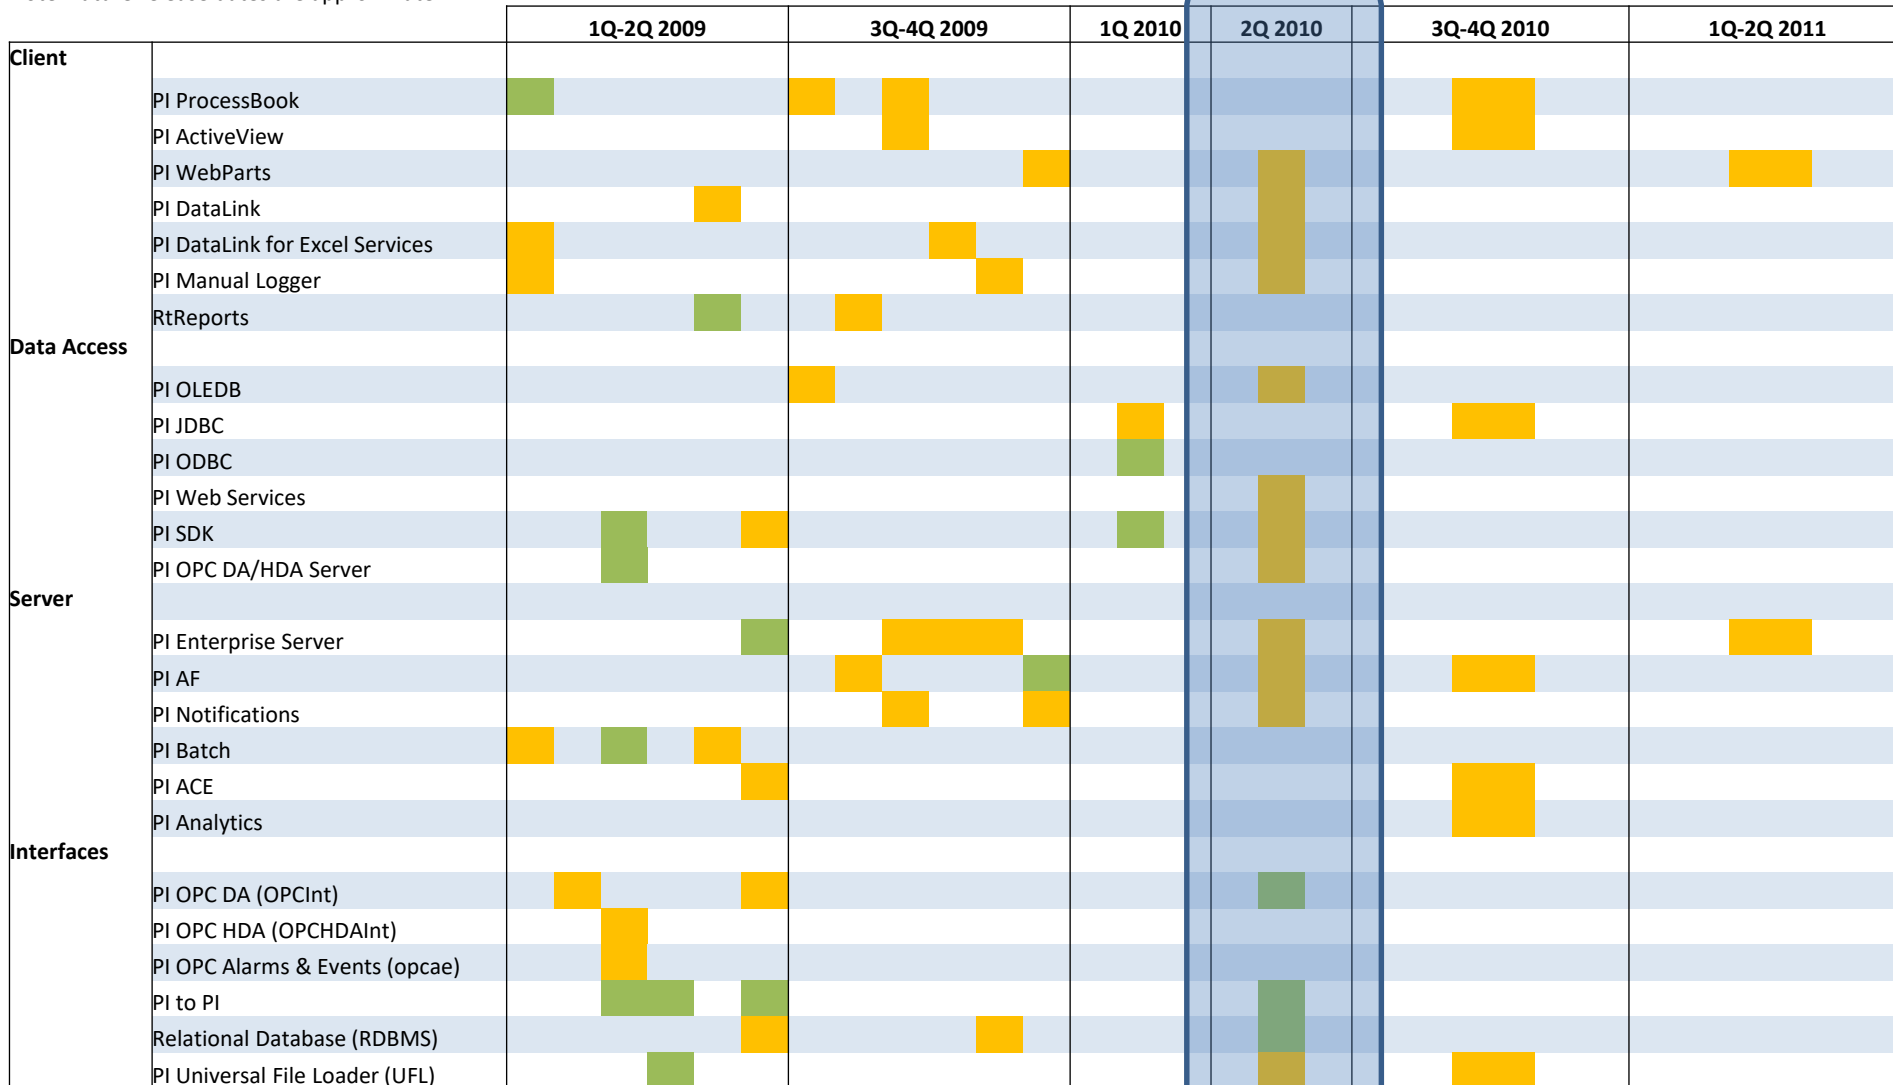 1Q-2Q 2009 3Q-4Q 2009 1Q 2010 2Q 2010 3Q-4Q 2010 1Q-2Q 2011
Client
PI ProcessBook
PI ActiveView
PI WebParts
PI DataLink
PI DataLink for Excel Services
PI Manual Logger
RtReports
Data Access
PI OLEDB
PI JDBC
PI ODBC
PI Web Services
PI SDK
PI OPC DA/HDA Server
Server
PI Enterprise Server
PI AF
PI Notifications
PI Batch
PI ACE
PI Analytics
Interfaces
PI OPC DA (OPCInt)
PI OPC HDA (OPCHDAInt)
PI OPC Alarms & Events (opcae)
PI to PI
Relational Database (RDBMS)
PI Universal File Loader (UFL)